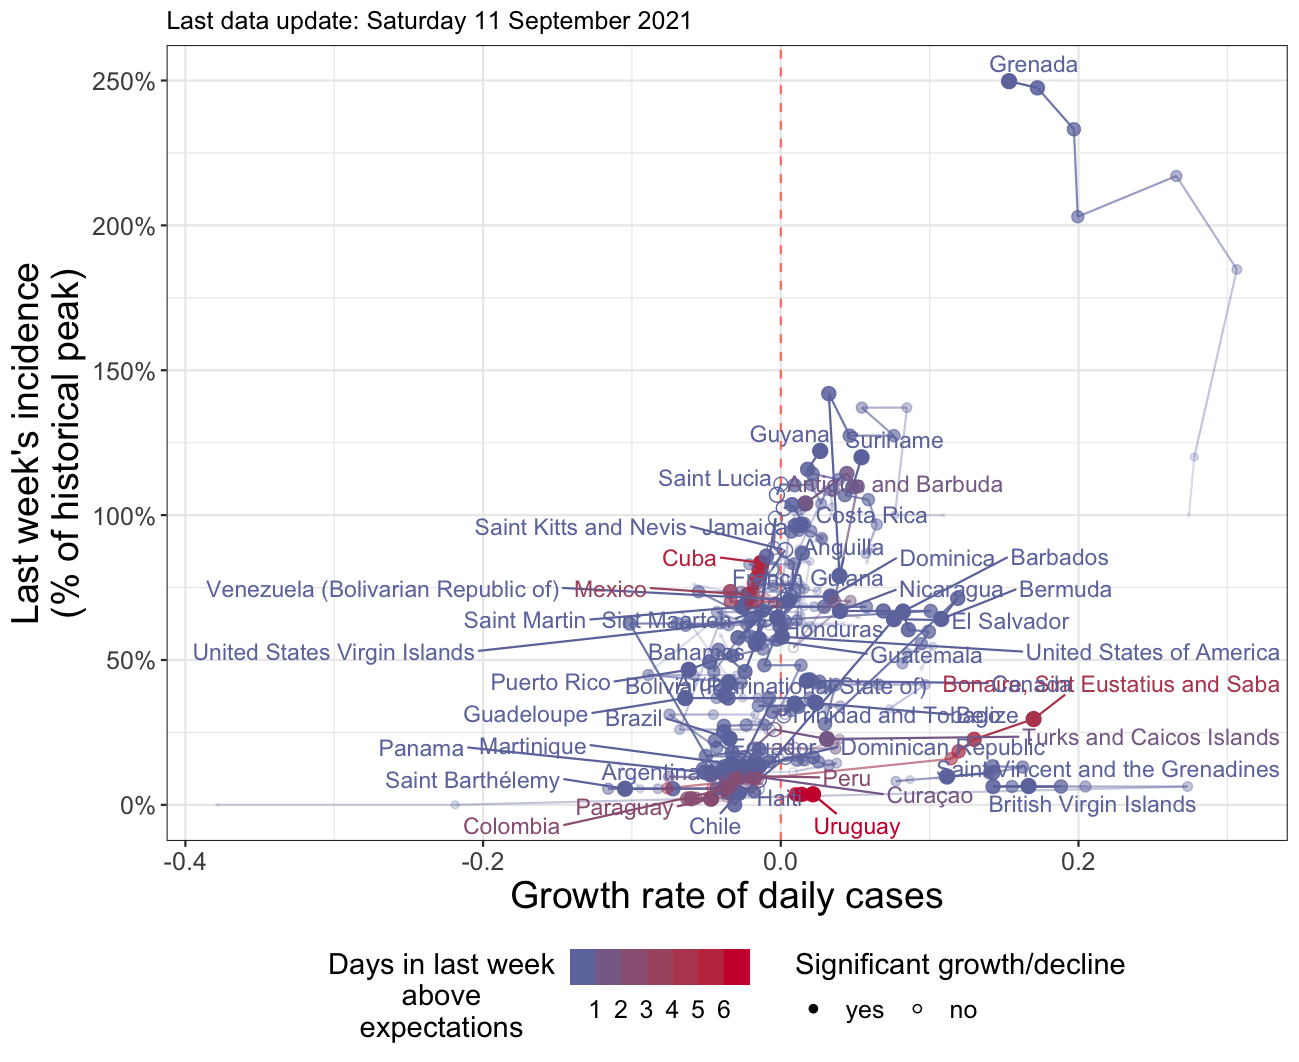 Last data update: Saturday 11 September 2021
Last week's incidence
(% of historical peak)
250%
200%
150%
100%
50%
0%
Grenada
Guyana
Suriname
Saint Lucia
Antigua and Barbuda
Costa Rica
Saint Kitts and Nevis
Jamaica
Anguilla
Cuba
Dominica
Barbados
French Guiana
Venezuela (Bolivarian Republic of)
Mexico
Nicaragua
Bermuda
Saint Martin
Sint Maarten
Honduras
El Salvador
United States Virgin Islands
Bahamas
Guatemala
United States of America
Puerto Rico
Aruba
Bolivia (Plurinational State of)
Canada
Bonaire, Sint Eustatius and Saba
Guadeloupe
Brazil
Trinidad and Tobago
Belize
Turks and Caicos Islands
Panama
Martinique
Ecuador
Dominican Republic
Saint Barthélemy
Argentina
Peru
Saint Vincent and the Grenadines
Paraguay
Haiti
Curaçao
British Virgin Islands
Colombia
Chile
Uruguay
-0.4
-0.2
0.0
0.2
Growth rate of daily cases
Days in last week
above
expectations
1 2 3 4 5 6
Significant growth/decline
yes
no